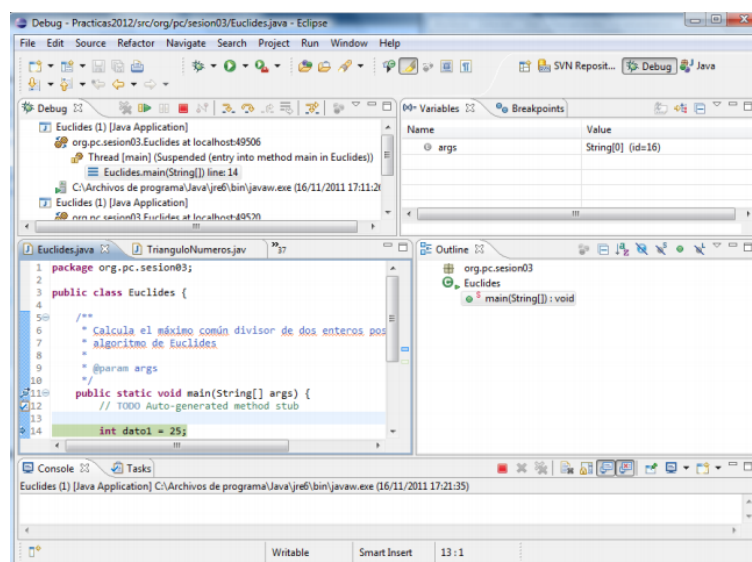 Debug - Practicas2012/src/org/pc/sesion03/Euclides.java - Eclipse
File Edit Source Refactor Navigate Search Project Run Window Help
SVN Reposit... Debug Java
Debug
Euclides (1) [Java Application]
org.pc.sesion03.Euclides at localhost:49506
Thread [main] (Suspended (entry into method main in Euclides))
Euclides.main(String[]) line: 14
C:\Archivos de programa\Java\jre6\bin\javaw.exe (16/11/2011 17:11:2
Euclides (1) [Java Application]
org.pc.sesion03.Euclides at localhost:49520
Variables Breakpoints
Name Value
args String[0] (id=16)
Euclides.java TrianguloNumeros.jav »37
1 package org.pc.sesion03;
2
3 public class Euclides {
4
5 /**
6 * Calcula el máximo común divisor de dos enteros pos
7 * algoritmo de Euclides
8 *
9 * @param args
10 */
11 public static void main(String[] args) {
12 // TODO Auto-generated method stub
13
14 int dato1 = 25;
Outline
org.pc.sesion03
Euclides
main(String[]) : void
Console Tasks
Euclides (1) [Java Application] C:\Archivos de programa\Java\jre6\bin\javaw.exe (16/11/2011 17:21:35)
Writable Smart Insert 13 : 1